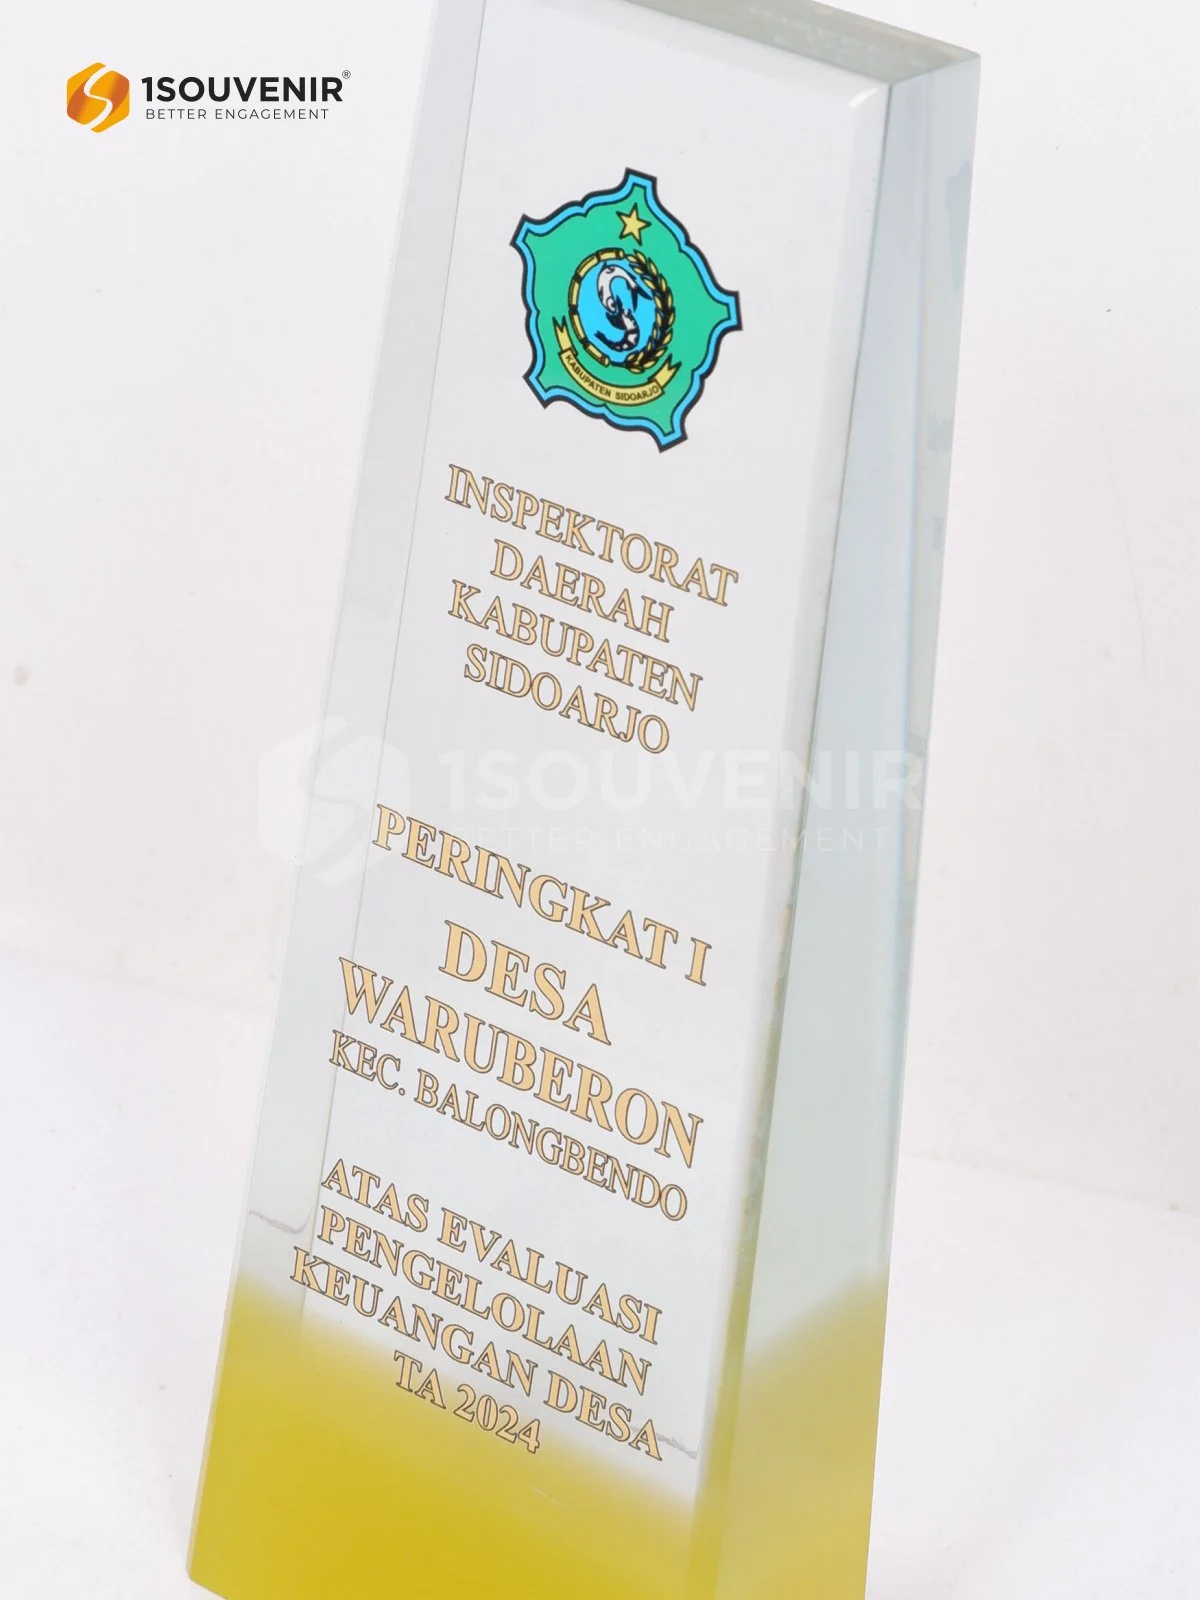 1SOUVENIR®
BETTER ENGAGEMENT
KABUPATEN SIDOARJO
INSPEKTORAT
DAERAH
KABUPATEN
SIDOARJO
1SOUVENIR
BETTER ENGAGEMENT
PERINGKAT I
DESA
WARUBERON
KEC. BALONGBENDO
ATAS EVALUASI
PENGELOLAAN
KEUANGAN DESA
TA 2024